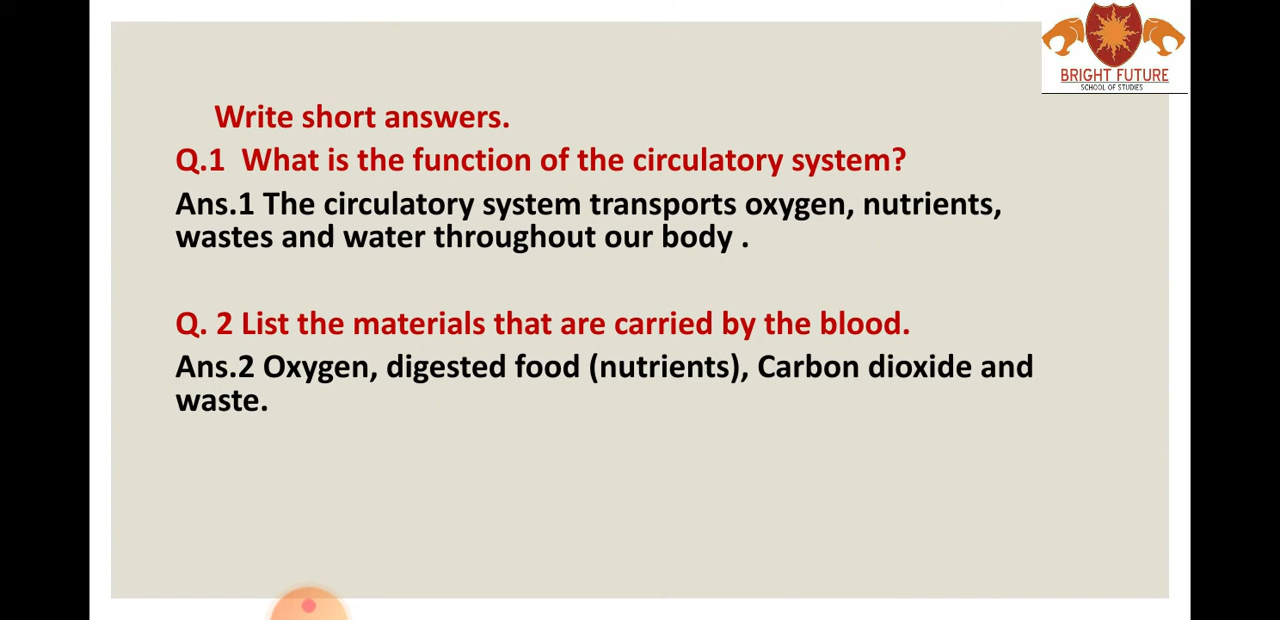 BRIGHT FUTURE
SCHOOL OF STUDIES
Write short answers.
Q.1  What is the function of the circulatory system?
Ans.1 The circulatory system transports oxygen, nutrients,
wastes and water throughout our body .
Q. 2 List the materials that are carried by the blood.
Ans.2 Oxygen, digested food (nutrients), Carbon dioxide and
waste.